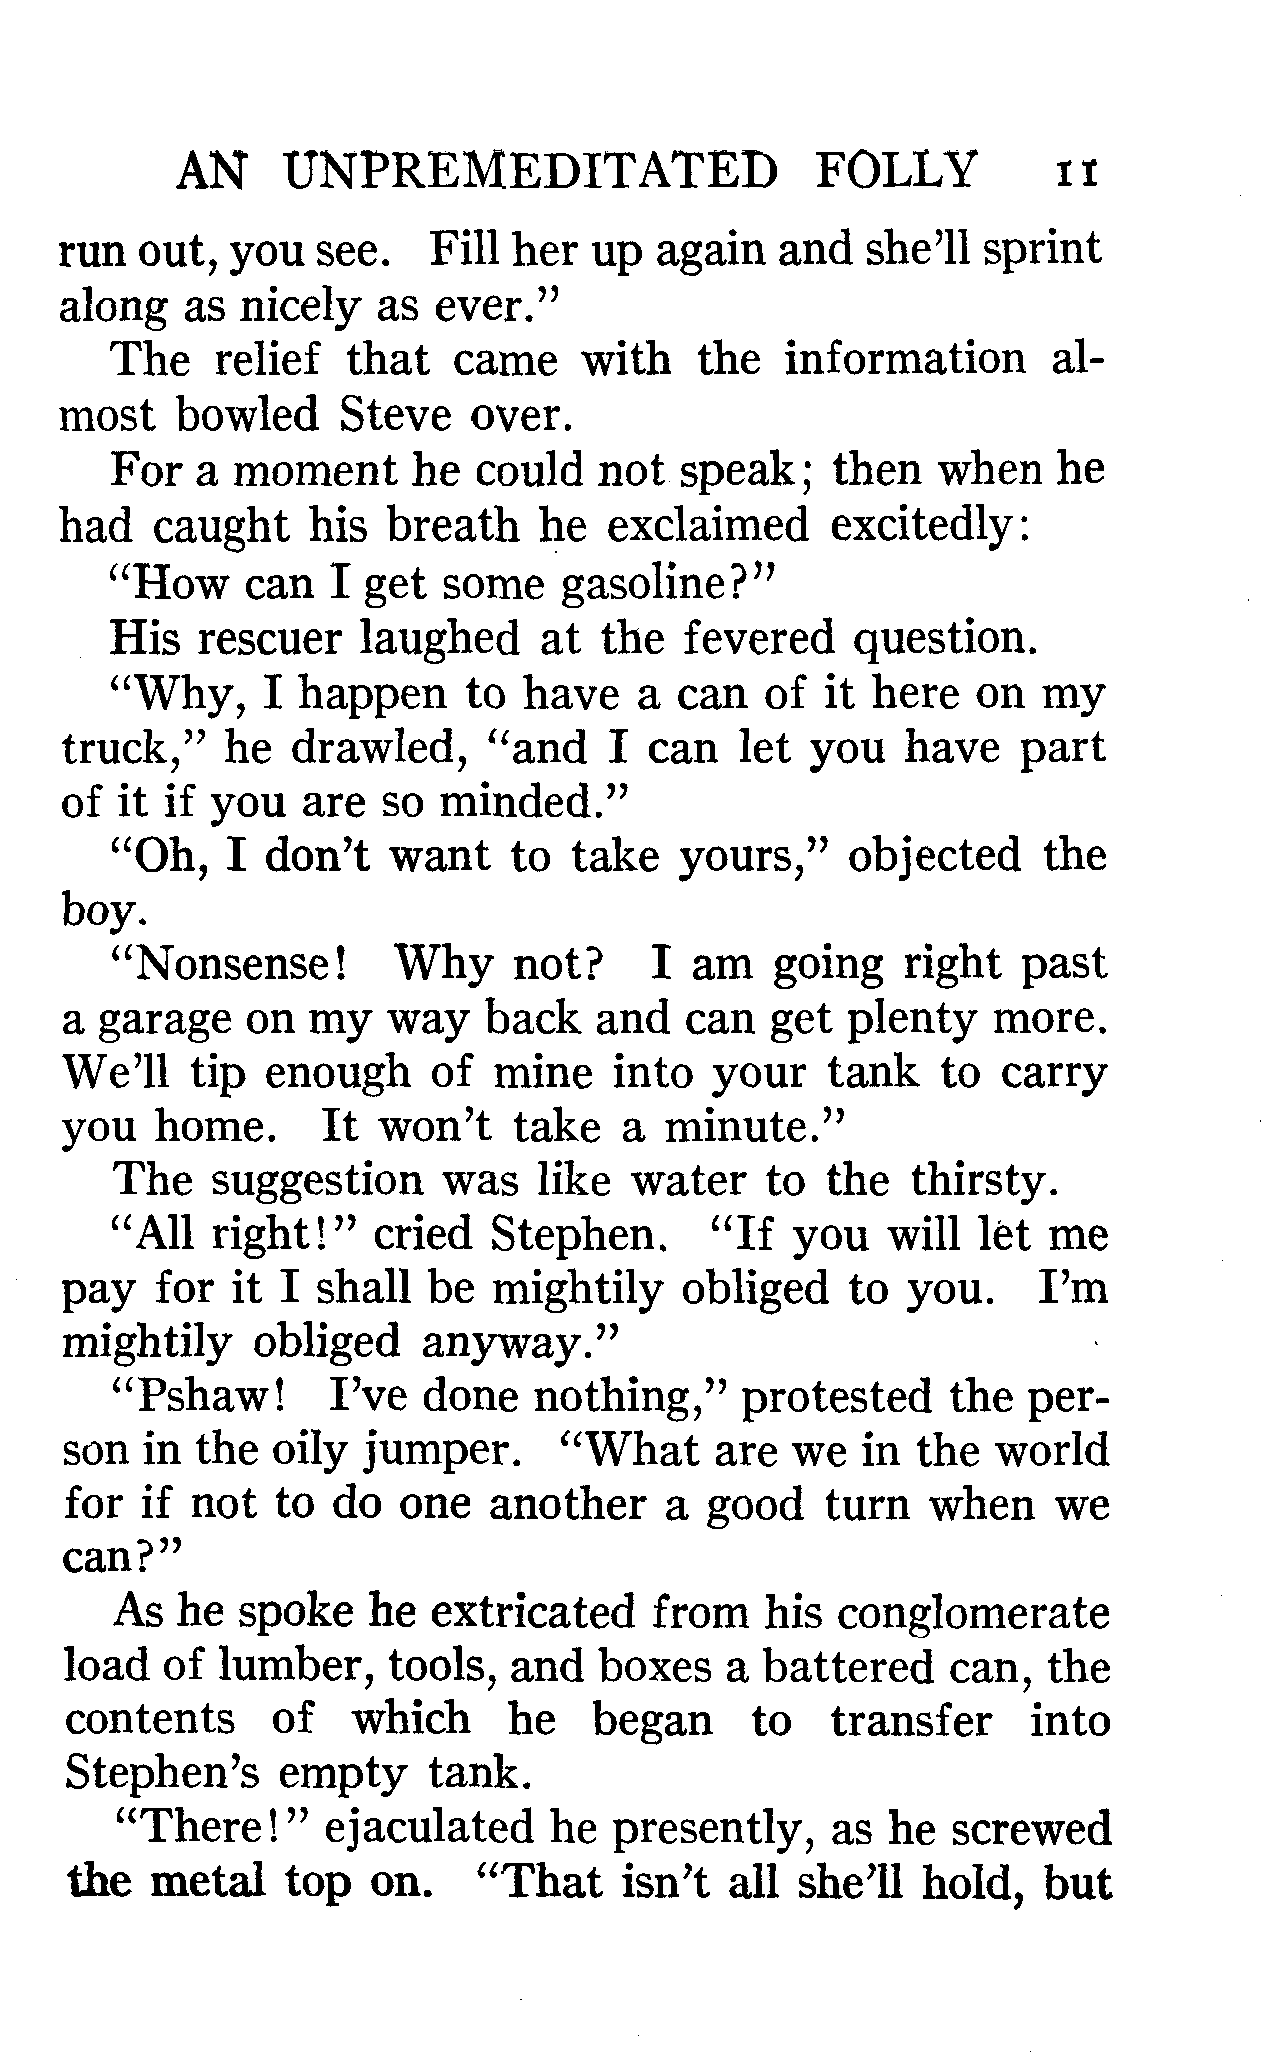 AN UNPREMEDITATED FOLLY 11
run out, you see. Fill her up again and she'll sprint
along as nicely as ever."
The relief that came with the information al-
most bowled Steve over.
For a moment he could not speak; then when he
had caught his breath he exclaimed excitedly:
"How can I get some gasoline?"
His rescuer laughed at the fevered question.
"Why, I happen to have a can of it here on my
truck," he drawled, "and I can let you have part
of it if you are so minded."
"Oh, I don't want to take yours," objected the
boy.
"Nonsense! Why not? I am going right past
a garage on my way back and can get plenty more.
We'll tip enough of mine into your tank to carry
you home. It won't take a minute."
The suggestion was like water to the thirsty.
"All right!" cried Stephen. "If you will let me
pay for it I shall be mightily obliged to you. I'm
mightily obliged anyway."
"Pshaw! I've done nothing," protested the per-
son in the oily jumper. "What are we in the world
for if not to do one another a good turn when we
can?"
As he spoke he extricated from his conglomerate
load of lumber, tools, and boxes a battered can, the
contents of which he began to transfer into
Stephen's empty tank.
"There!" ejaculated he presently, as he screwed
the metal top on. "That isn't all she'll hold, but